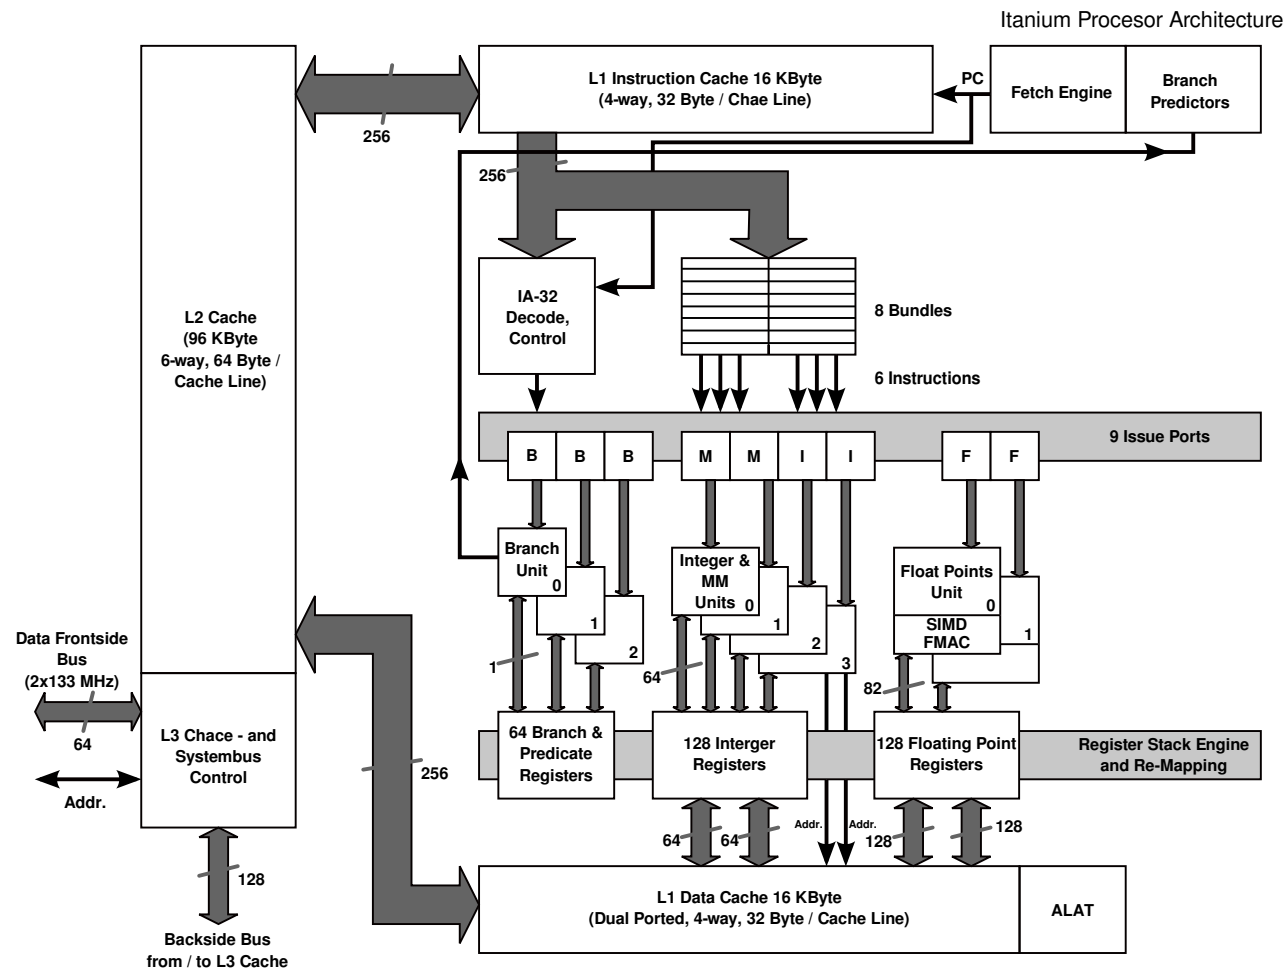 Itanium Procesor Architecture
L1 Instruction Cache 16 KByte
(4-way, 32 Byte / Chae Line)
PC
Fetch Engine
Branch
Predictors
256
256
L2 Cache
(96 KByte
6-way, 64 Byte /
Cache Line)
IA-32
Decode,
Control
8 Bundles
6 Instructions
9 Issue Ports
B
B
B
M
M
I
I
F
F
Branch
Unit
0
1
2
Integer &
MM
Units
0
1
2
3
Float Points
Unit
0
SIMD
FMAC
1
1
64
82
Data Frontside
Bus
(2x133 MHz)
64
Addr.
L3 Chace - and
Systembus
Control
256
64 Branch &
Predicate
Registers
128 Interger
Registers
128 Floating Point
Registers
Register Stack Engine
and Re-Mapping
64
64
Addr.
Addr.
128
128
128
Backside Bus
from / to L3 Cache
L1 Data Cache 16 KByte
(Dual Ported, 4-way, 32 Byte / Cache Line)
ALAT